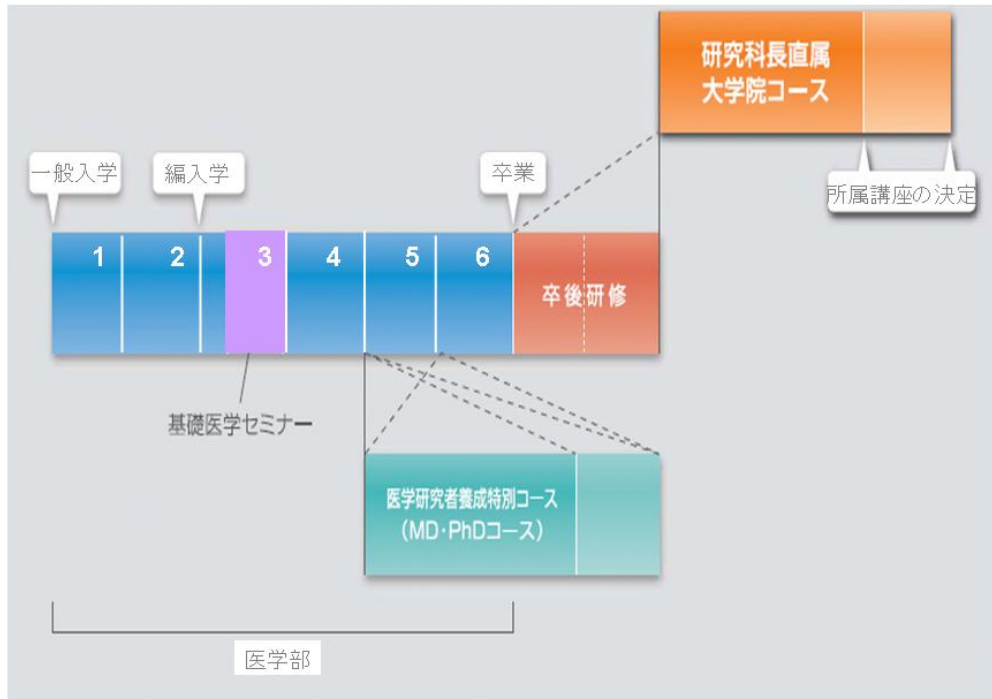 研究科長直属
大学院コース
一般入学
編入学
卒業
所属講座の決定
1
2
3
4
5
6
卒後研修
基礎医学セミナー
医学研究者養成特別コース
(MD・PhDコース)
医学部